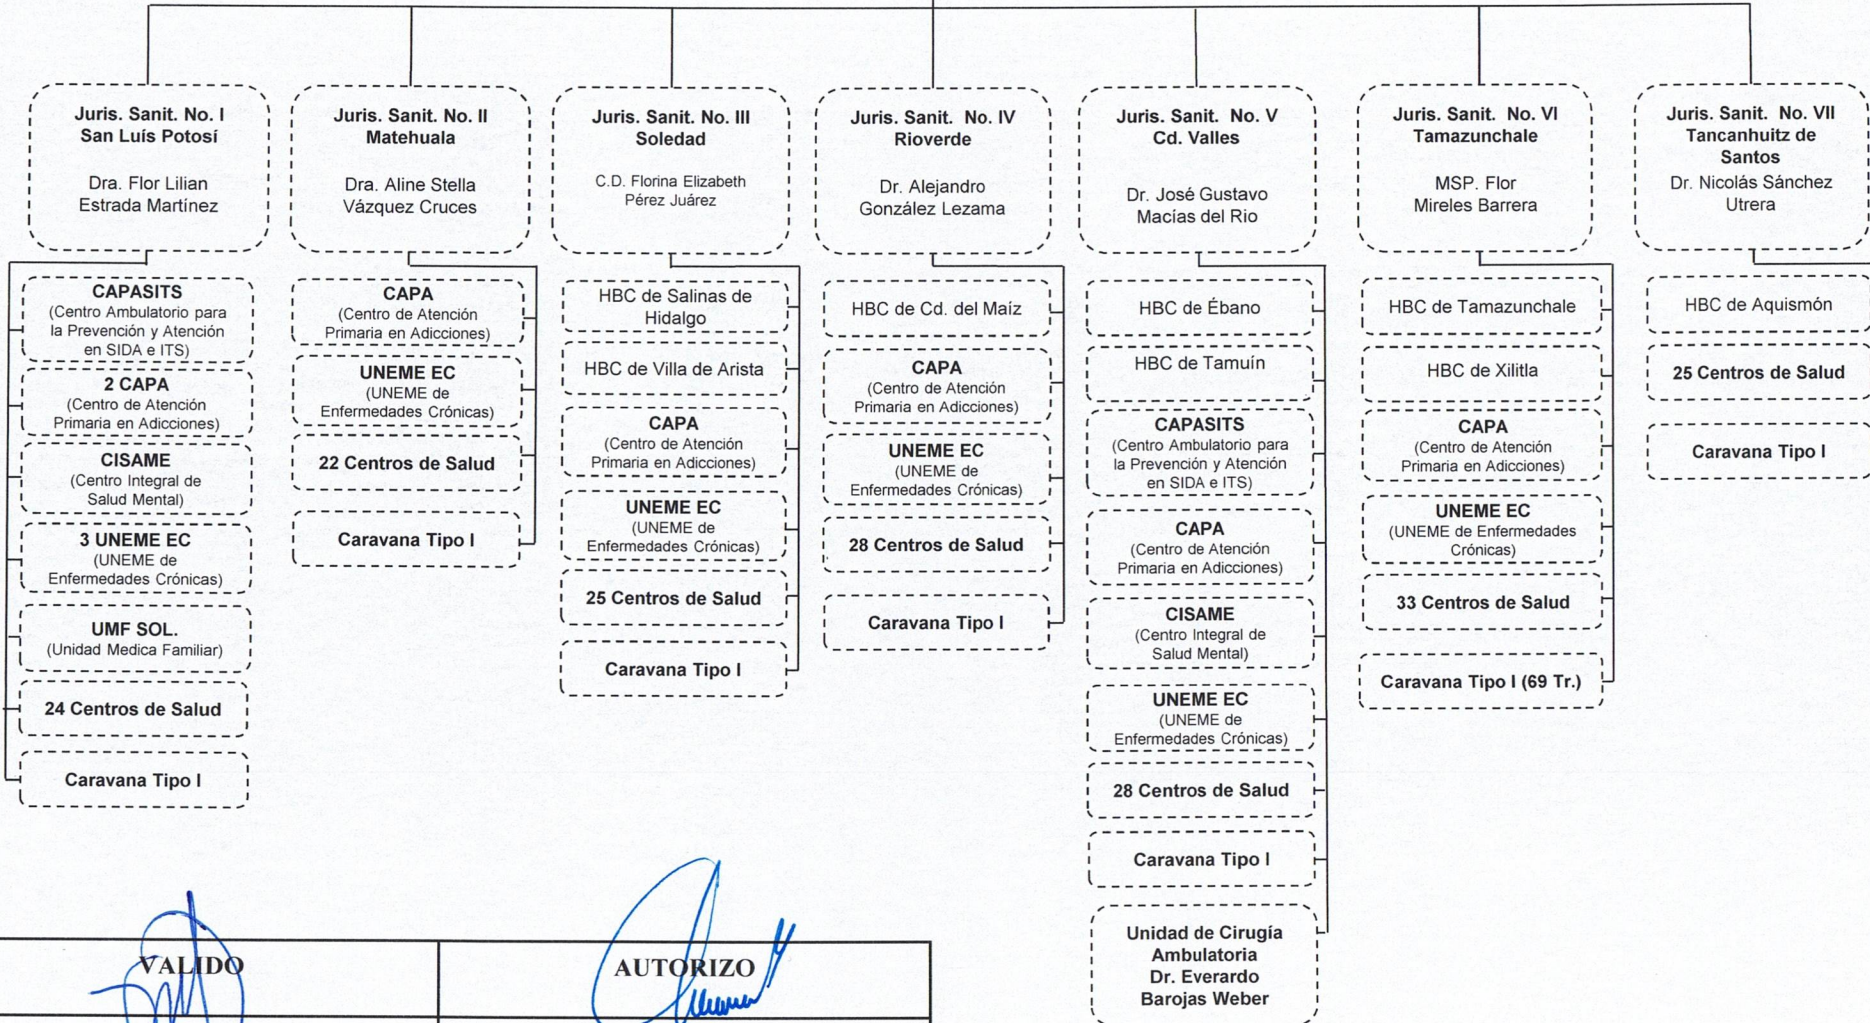 Juris. Sanit. No. I
San Luís Potosí
Dra. Flor Lilian
Estrada Martínez
CAPASITS
(Centro Ambulatorio para
la Prevención y Atención
en SIDA e ITS)
2 CAPA
(Centro de Atención
Primaria en Adicciones)
CISAME
(Centro Integral de
Salud Mental)
3 UNEME EC
(UNEME de
Enfermedades Crónicas)
UMF SOL.
(Unidad Medica Familiar)
24 Centros de Salud
Caravana Tipo I
Juris. Sanit. No. II
Matehuala
Dra. Aline Stella
Vázquez Cruces
CAPA
(Centro de Atención
Primaria en Adicciones)
UNEME EC
(UNEME de
Enfermedades Crónicas)
22 Centros de Salud
Caravana Tipo I
Juris. Sanit. No. III
Soledad
C.D. Florina Elizabeth
Pérez Juárez
HBC de Salinas de
Hidalgo
HBC de Villa de Arista
CAPA
(Centro de Atención
Primaria en Adicciones)
UNEME EC
(UNEME de
Enfermedades Crónicas)
25 Centros de Salud
Caravana Tipo I
Juris. Sanit. No. IV
Rioverde
Dr. Alejandro
González Lezama
HBC de Cd. del Maíz
CAPA
(Centro de Atención
Primaria en Adicciones)
UNEME EC
(UNEME de
Enfermedades Crónicas)
28 Centros de Salud
Caravana Tipo I
Juris. Sanit. No. V
Cd. Valles
Dr. José Gustavo
Macías del Rio
HBC de Ébano
HBC de Tamuín
CAPASITS
(Centro Ambulatorio para
la Prevención y Atención
en SIDA e ITS)
CAPA
(Centro de Atención
Primaria en Adicciones)
CISAME
(Centro Integral de
Salud Mental)
UNEME EC
(UNEME de
Enfermedades Crónicas)
28 Centros de Salud
Caravana Tipo I
Unidad de Cirugía
Ambulatoria
Dr. Everardo
Barojas Weber
Juris. Sanit. No. VI
Tamazunchale
MSP. Flor
Mireles Barrera
HBC de Tamazunchale
HBC de Xilitla
CAPA
(Centro de Atención
Primaria en Adicciones)
UNEME EC
(UNEME de Enfermedades
Crónicas)
33 Centros de Salud
Caravana Tipo I (69 Tr.)
Juris. Sanit. No. VII
Tancanhuitz de
Santos
Dr. Nicolás Sánchez
Utrera
HBC de Aquismón
25 Centros de Salud
Caravana Tipo I
VALIDO
AUTORIZO